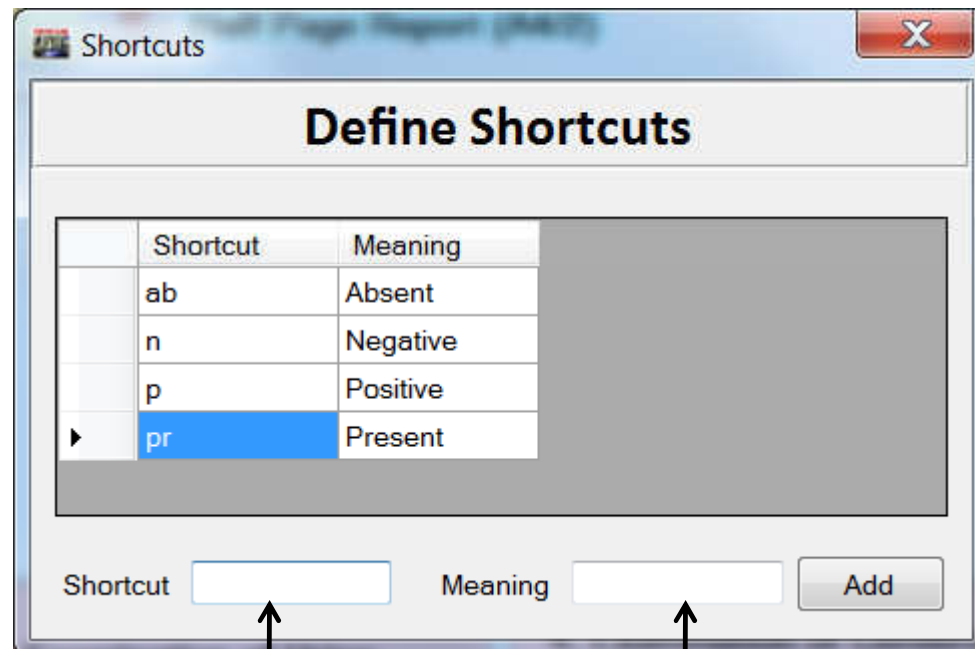 Shortcuts
Define Shortcuts
Shortcut Meaning
ab Absent
n Negative
p Positive
pr Present
Shortcut Meaning Add